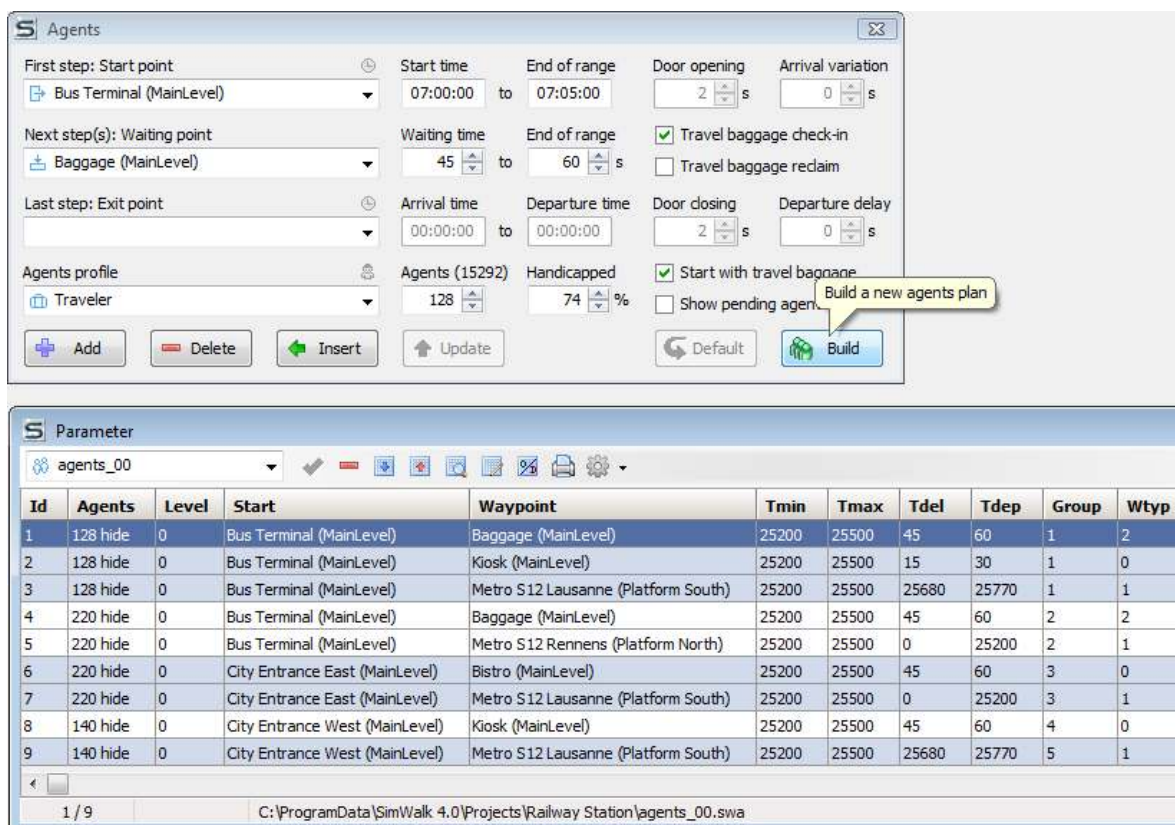 Agents
First step: Start point Start time End of range Door opening Arrival variation
Bus Terminal (MainLevel) 07:00:00 to 07:05:00 2 s 0 s
Next step(s): Waiting point Waiting time End of range Travel baggage check-in
Baggage (MainLevel) 45 to 60 s Travel baggage reclaim
Last step: Exit point Arrival time Departure time Door closing Departure delay
00:00:00 to 00:00:00 2 s 0 s
Agents profile Agents (15292) Handicapped Start with travel baggage
Traveler 128 74 % Show pending agen
Build a new agents plan
Add Delete Insert Update Default Build
Parameter
agents_00
Id Agents Level Start Waypoint Tmin Tmax Tdel Tdep Group Wtyp
1 128 hide 0 Bus Terminal (MainLevel) Baggage (MainLevel) 25200 25500 45 60 1 2
2 128 hide 0 Bus Terminal (MainLevel) Kiosk (MainLevel) 25200 25500 15 30 1 0
3 128 hide 0 Bus Terminal (MainLevel) Metro S12 Lausanne (Platform South) 25200 25500 25680 25770 1 1
4 220 hide 0 Bus Terminal (MainLevel) Baggage (MainLevel) 25200 25500 45 60 2 2
5 220 hide 0 Bus Terminal (MainLevel) Metro S12 Rennens (Platform North) 25200 25500 0 25200 2 1
6 220 hide 0 City Entrance East (MainLevel) Bistro (MainLevel) 25200 25500 45 60 3 0
7 220 hide 0 City Entrance East (MainLevel) Metro S12 Lausanne (Platform South) 25200 25500 0 25200 3 1
8 140 hide 0 City Entrance West (MainLevel) Kiosk (MainLevel) 25200 25500 45 60 4 0
9 140 hide 0 City Entrance West (MainLevel) Metro S12 Lausanne (Platform South) 25200 25500 25680 25770 5 1
1 / 9 C:\ProgramData\SimWalk 4.0\Projects\Railway Station\agents_00.swa